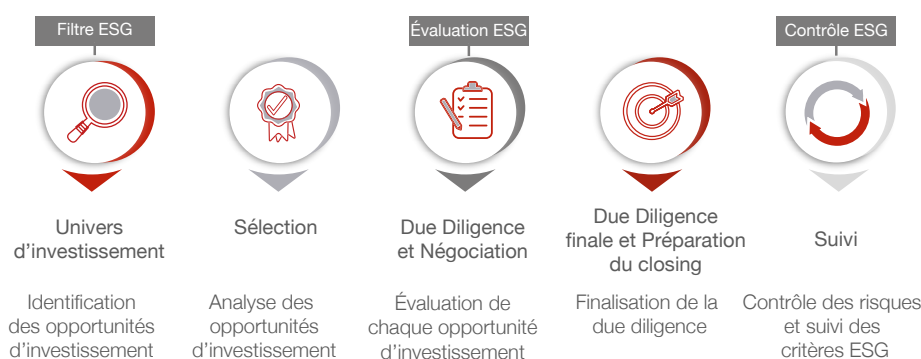 Filtre ESG
Évaluation ESG
Contrôle ESG
Univers
d’investissement
Sélection
Due Diligence
et Négociation
Due Diligence
finale et Préparation
du closing
Suivi
Identification
des opportunités
d’investissement
Analyse des
opportunités
d’investissement
Évaluation de
chaque opportunité
d’investissement
Finalisation de la
due diligence
Contrôle des risques
et suivi des
critères ESG